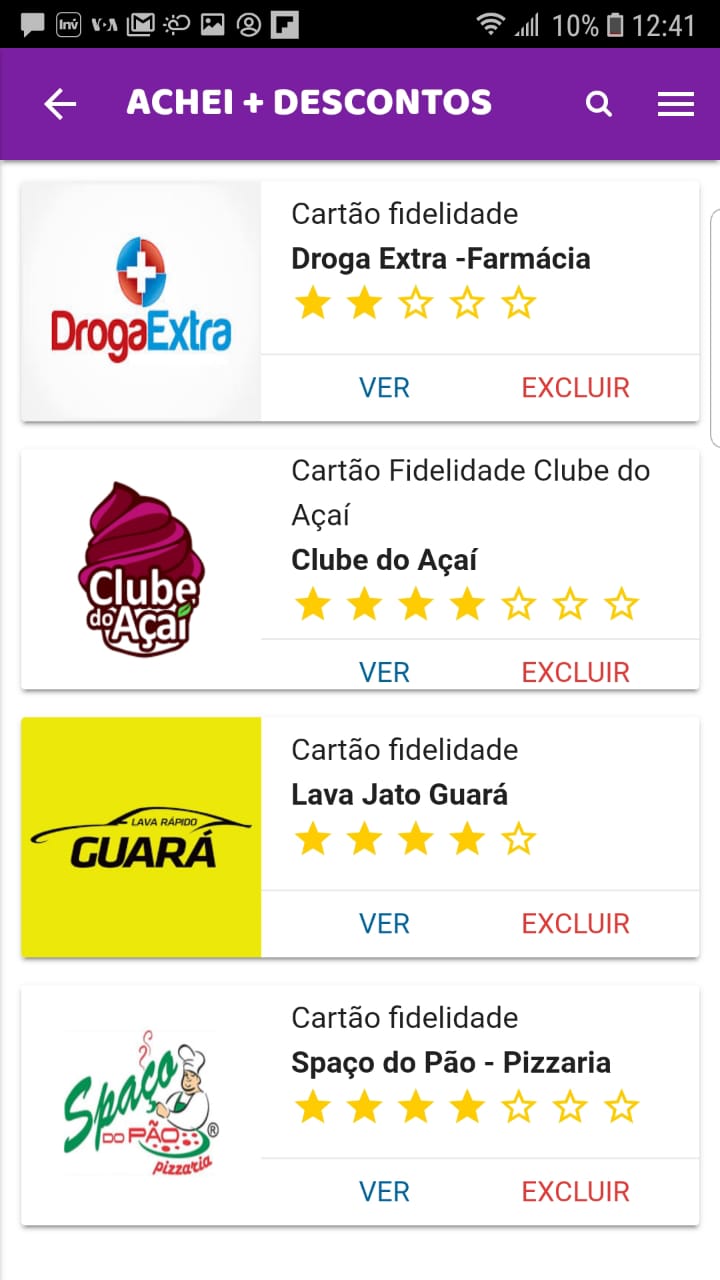 Inv V·O·A M 10% 12:41
ACHEI + DESCONTOS
Cartão fidelidade
Droga Extra -Farmácia
DrogaExtra
VER EXCLUIR
Cartão Fidelidade Clube do
Açaí
Clube do Açaí
Clube
do Açaí
VER EXCLUIR
Cartão fidelidade
Lava Jato Guará
LAVA RÁPIDO
GUARÁ
VER EXCLUIR
Cartão fidelidade
Spaço do Pão - Pizzaria
Spaço
DO PÃO ®
pizzaria
VER EXCLUIR